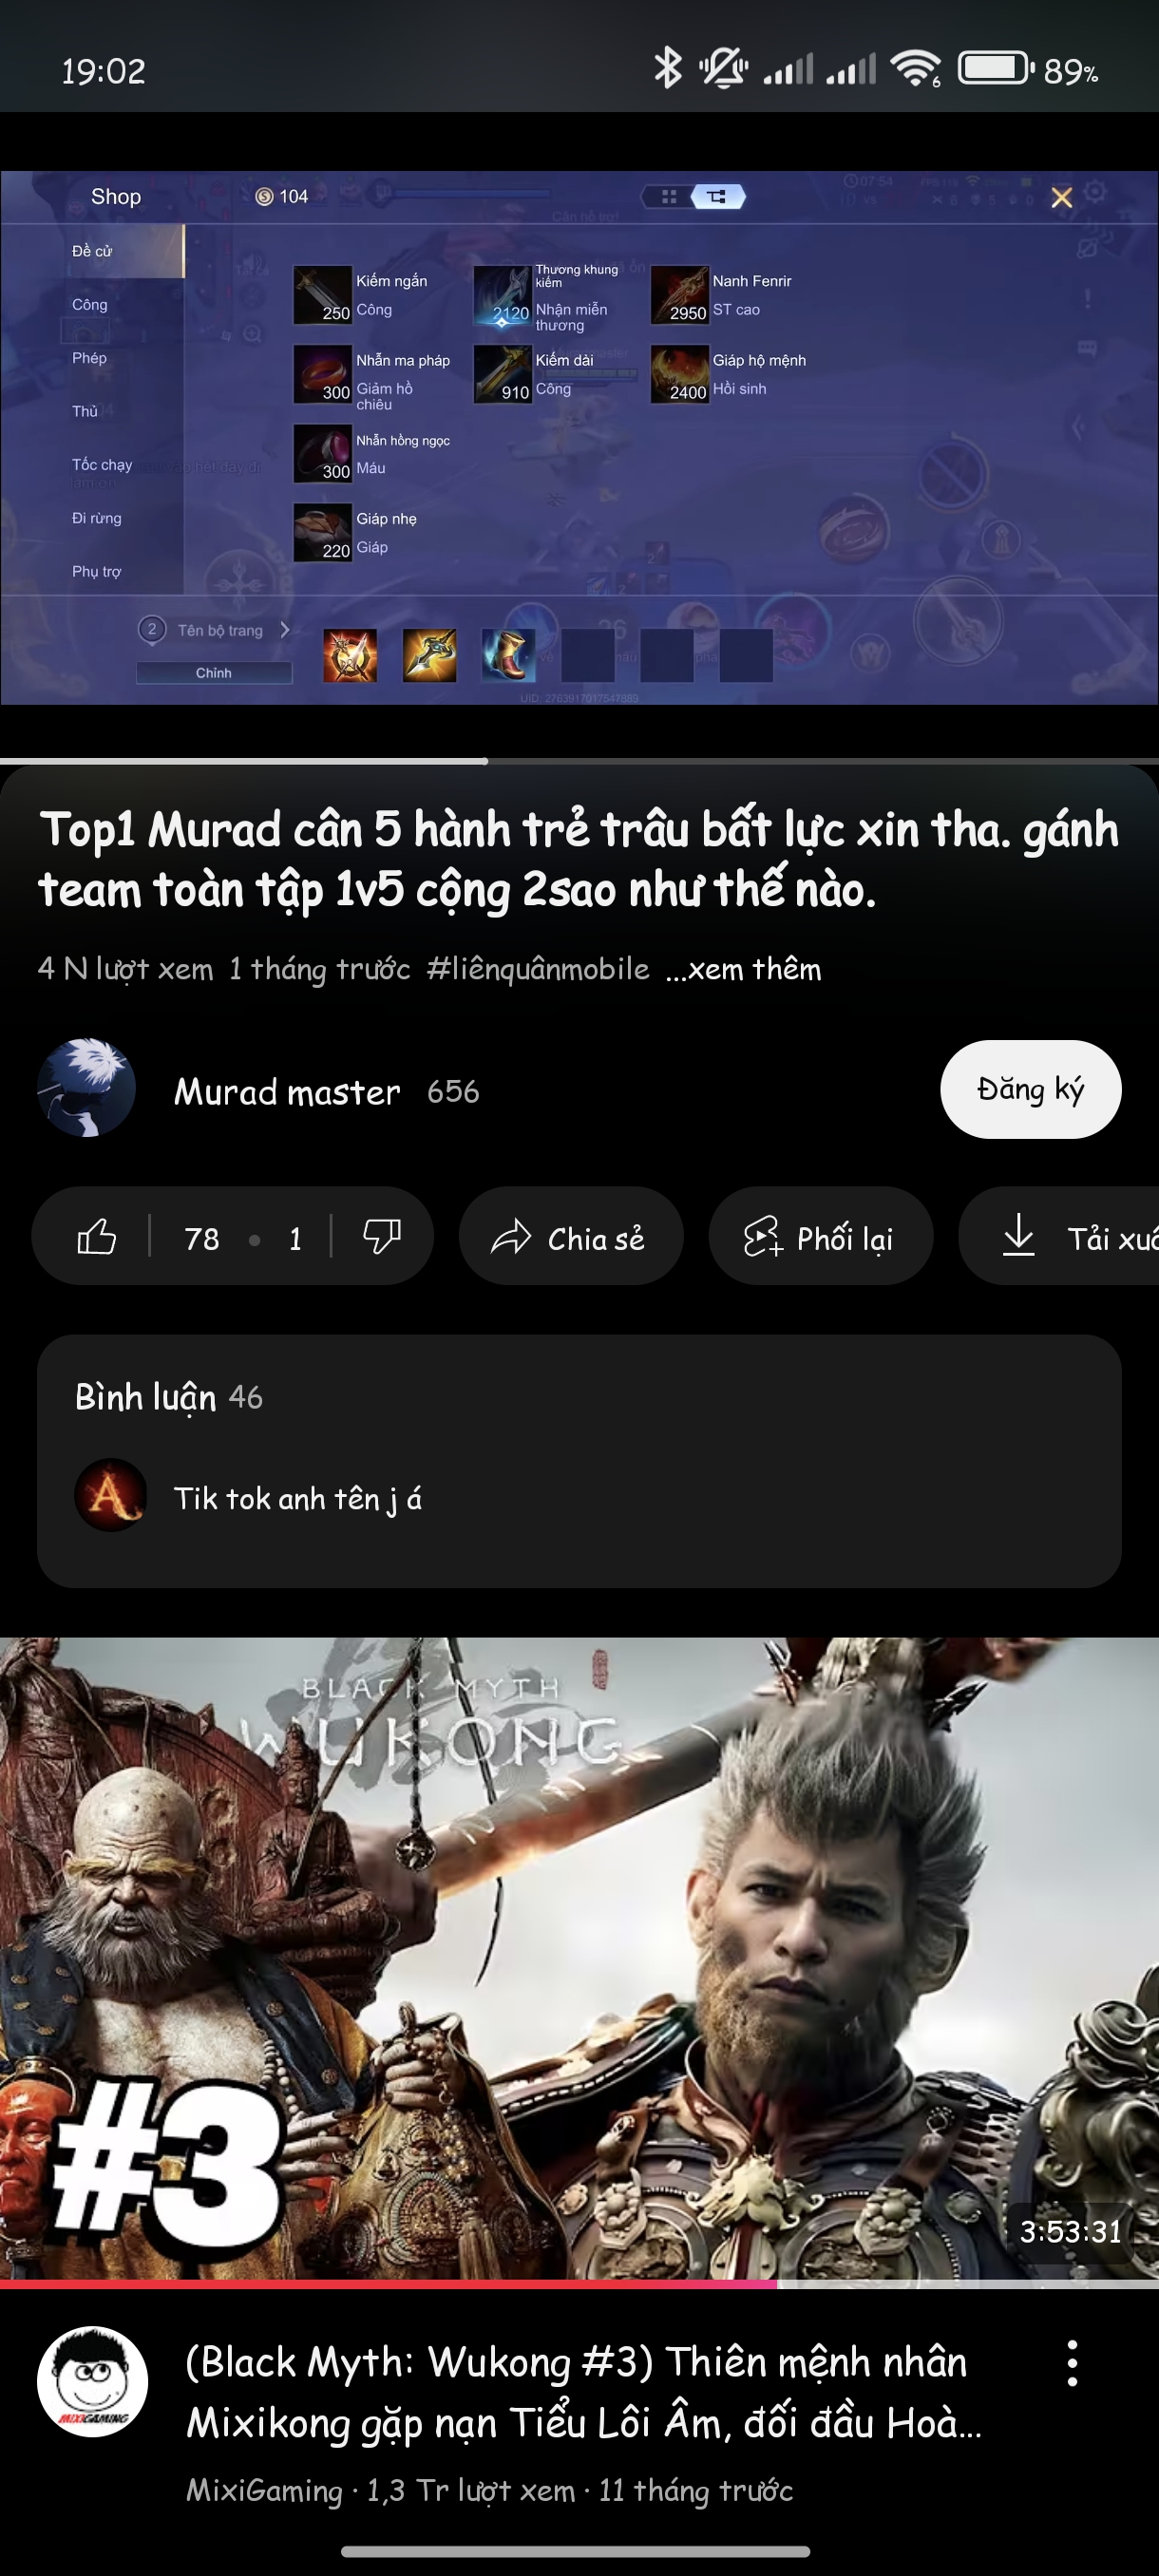 19:02
6
89%
Shop
104
07:54
Đề cử
Công
Phép
Thủ
Tốc chạy
Đi rừng
Phụ trợ
Kiếm ngắn
250
Công
Thương khung
kiếm
2120
Nhận miễn
thương
Nanh Fenrir
2950
ST cao
Nhẫn ma pháp
300
Giảm hồ
chiêu
Kiếm dài
910
Công
Giáp hộ mệnh
2400
Hồi sinh
Nhẫn hồng ngọc
300
Máu
Giáp nhẹ
220
Giáp
2
Tên bộ trang
Chỉnh
UID: 2763917017547889
Top1 Murad cân 5 hành trẻ trâu bất lực xin tha. gánh
team toàn tập 1v5 cộng 2sao như thế nào.
4 N lượt xem 1 tháng trước #liênquânmobile ...xem thêm
Murad master 656
Đăng ký
78 • 1
Chia sẻ
Phối lại
Tải xuố
Bình luận 46
A
Tik tok anh tên j á
BLACK MYTH
WUKONG
#3
3:53:31
MIXIGAMING
(Black Myth: Wukong #3) Thiên mệnh nhân
Mixikong gặp nạn Tiểu Lôi Âm, đối đầu Hoà...
MixiGaming · 1,3 Tr lượt xem · 11 tháng trước